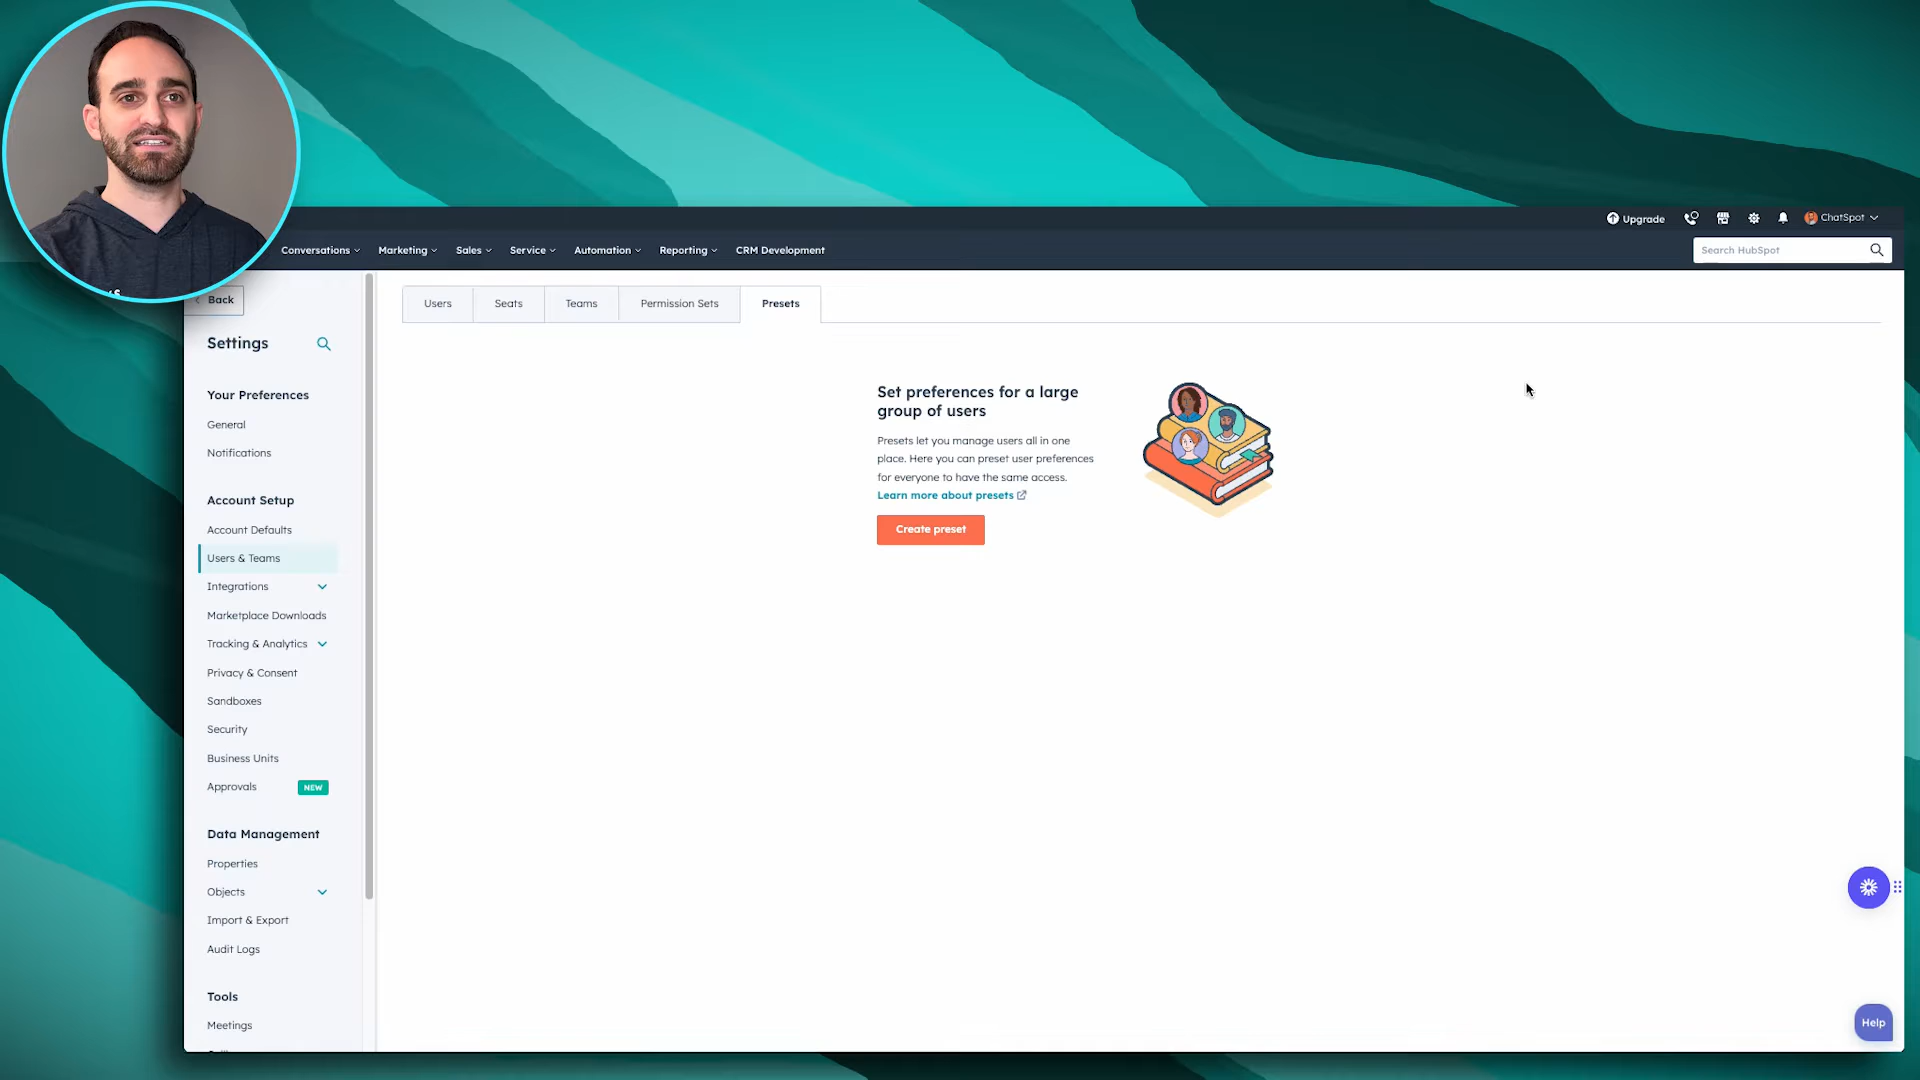 Upgrade
ChatSpot
Conversations
Marketing
Sales
Service
Automation
Reporting
CRM Development
Search HubSpot
Back
Settings
Your Preferences
General
Notifications
Account Setup
Account Defaults
Users & Teams
Integrations
Marketplace Downloads
Tracking & Analytics
Privacy & Consent
Sandboxes
Security
Business Units
Approvals NEW
Data Management
Properties
Objects
Import & Export
Audit Logs
Tools
Meetings
Users
Seats
Teams
Permission Sets
Presets
Set preferences for a large
group of users
Presets let you manage users all in one
place. Here you can preset user preferences
for everyone to have the same access.
Learn more about presets
Create preset
Help